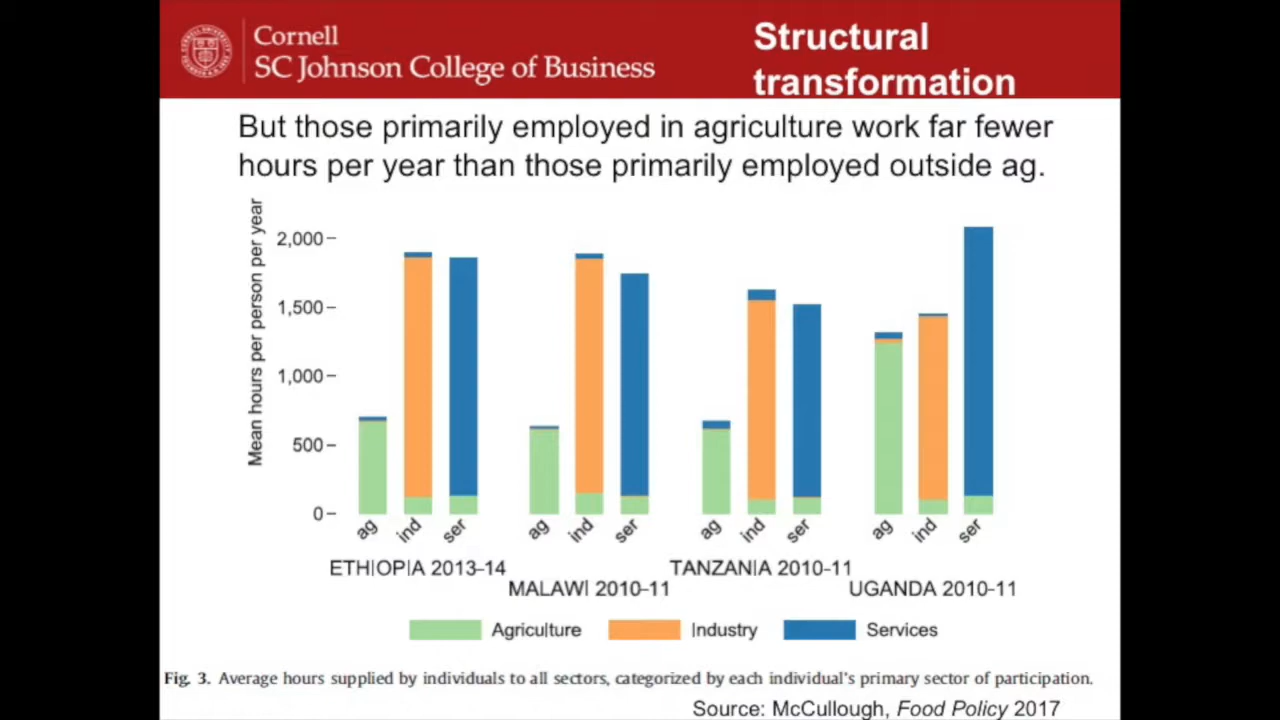 Cornell
SC Johnson College of Business
Structural
transformation
But those primarily employed in agriculture work far fewer
hours per year than those primarily employed outside ag.
Mean hours per person per year
2,000
1,500
1,000
500
0
ag ind ser ag ind ser ag ind ser ag ind ser
ETHIOPIA 2013-14
MALAWI 2010-11
TANZANIA 2010-11
UGANDA 2010-11
Agriculture Industry Services
Fig. 3. Average hours supplied by individuals to all sectors, categorized by each individual's primary sector of participation.
Source: McCullough, Food Policy 2017